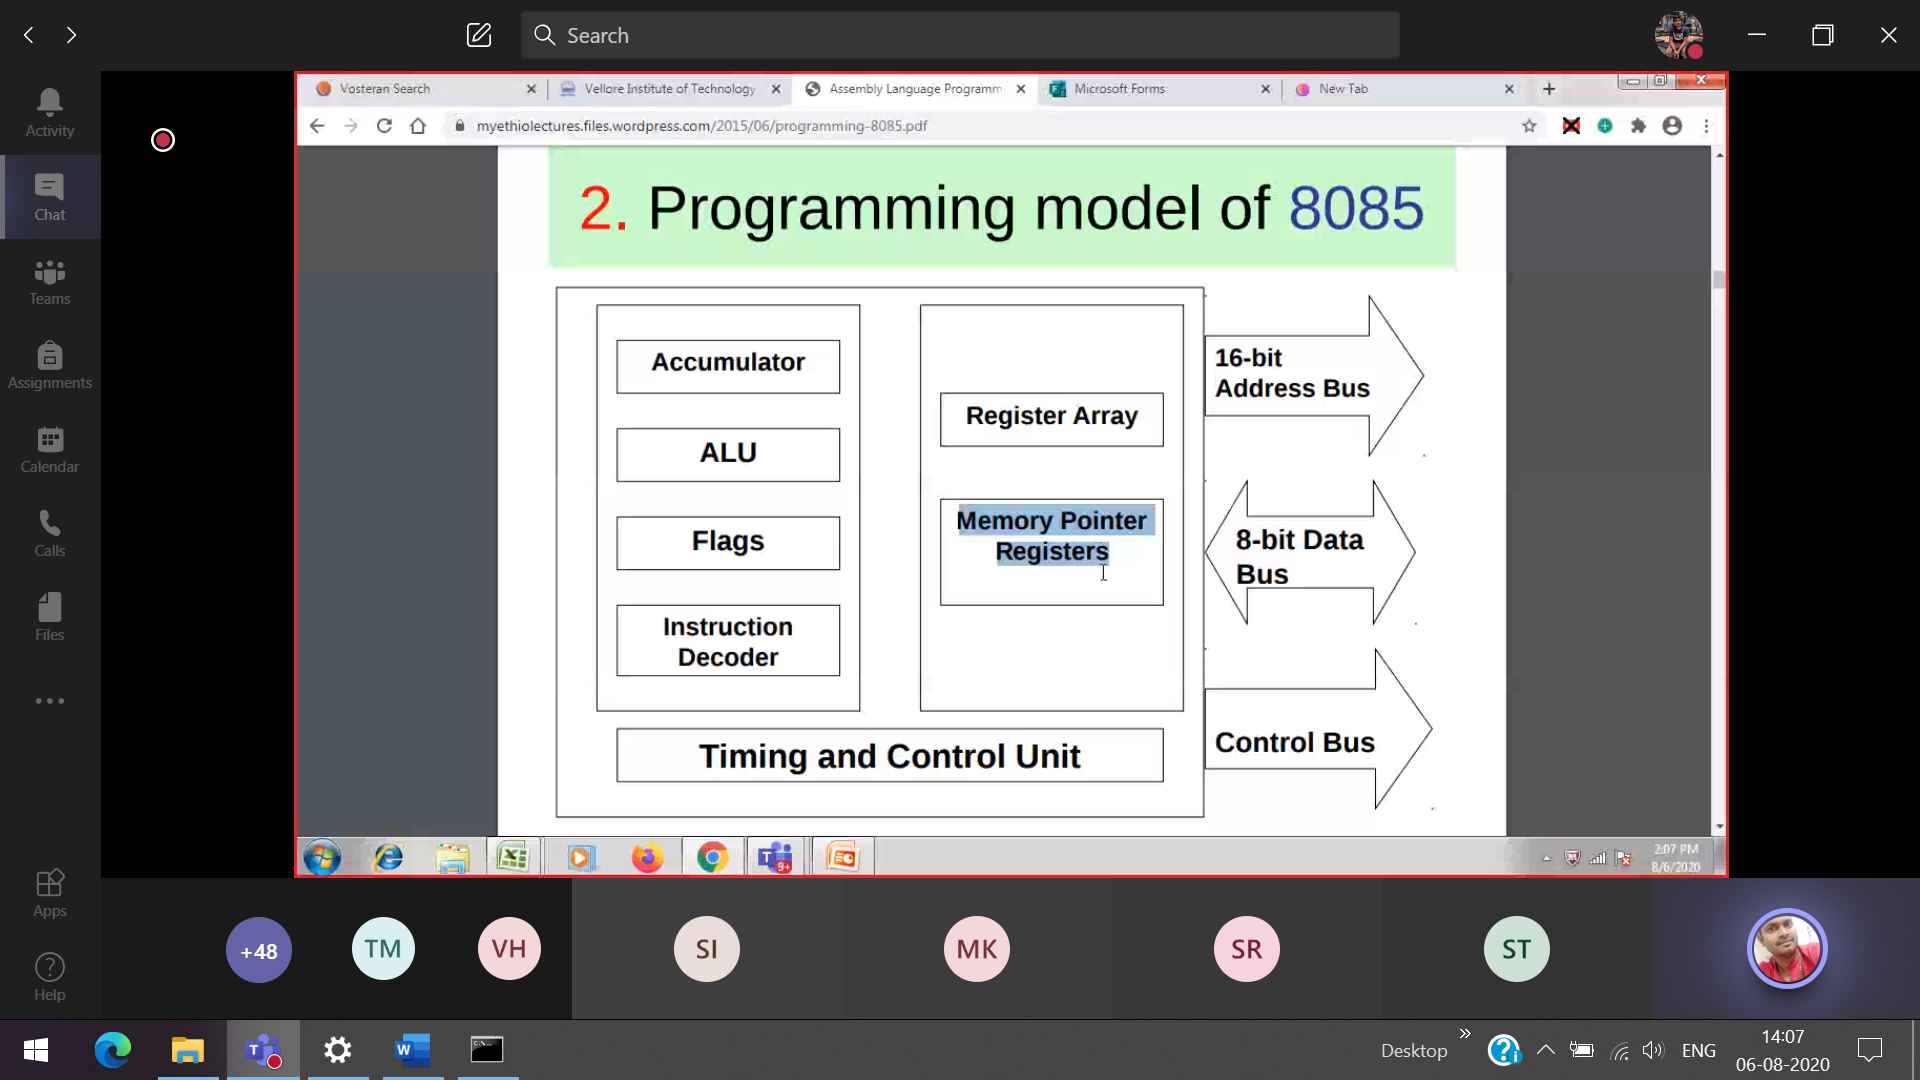 Search
Activity
Chat
Teams
Assignments
Calendar
Calls
Files
Apps
Help
Vosteran Search
Vellore Institute of Technology
Assembly Language Programm
Microsoft Forms
New Tab
myethiolectures.files.wordpress.com/2015/06/programming-8085.pdf
2. Programming model of 8085
Accumulator
ALU
Flags
Instruction
Decoder
Register Array
Memory Pointer
Registers
Timing and Control Unit
16-bit
Address Bus
8-bit Data
Bus
Control Bus
9+
2:07 PM
8/6/2020
+48
TM
VH
SI
MK
SR
ST
Desktop
ENG
14:07
06-08-2020